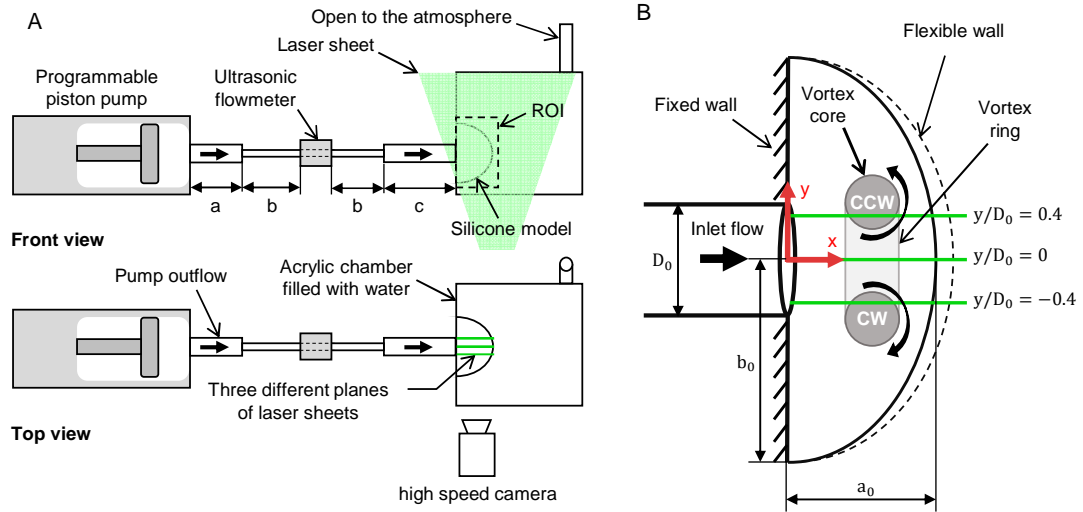 A
Open to the atmosphere
Laser sheet
Programmable
piston pump
Ultrasonic
flowmeter
ROI
a
b
b
c
Silicone model
Front view
Pump outflow
Acrylic chamber
filled with water
Three different planes
of laser sheets
Top view
high speed camera
B
Flexible wall
Fixed wall
Vortex
core
Vortex
ring
y
CCW
y/D₀ = 0.4
Inlet flow
x
D₀
y/D₀ = 0
y/D₀ = −0.4
CW
b₀
a₀